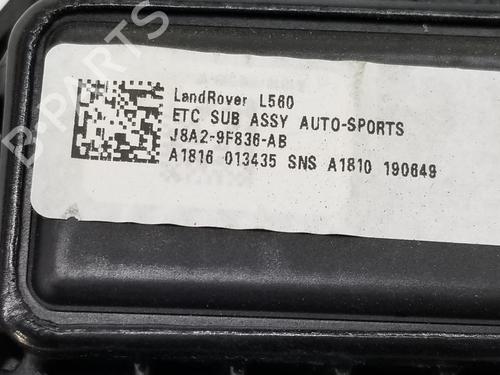 B-PARTS
LandRover L560
ETC SUB ASSY AUTO-SPORTS
J8A2-9F836-AB
A1816 013435 SNS A1810 190649